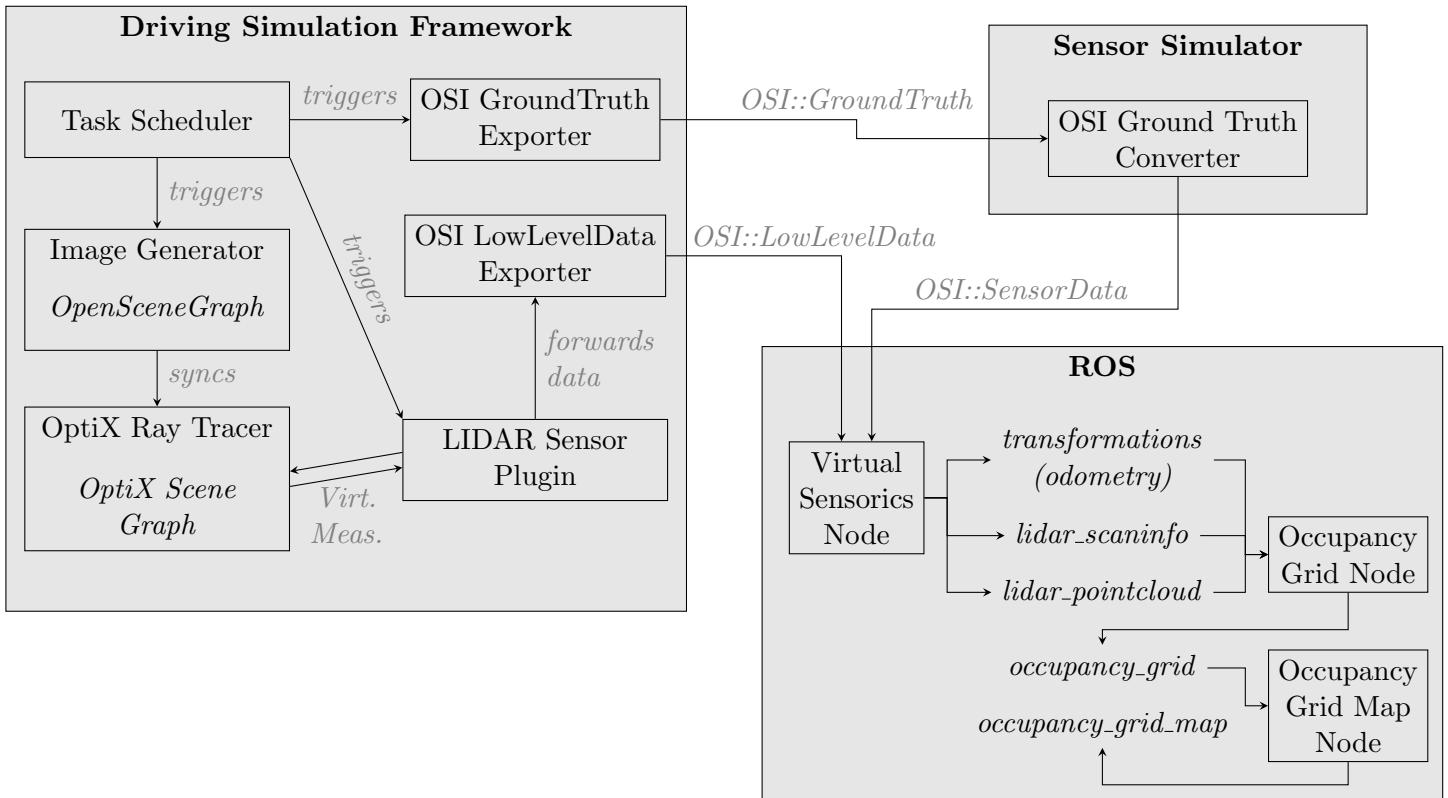 Driving Simulation Framework
Task Scheduler
triggers
OSI GroundTruth
Exporter
triggers
Image Generator
OpenSceneGraph
triggers
OSI LowLevelData
Exporter
syncs
forwards
data
OptiX Ray Tracer
OptiX Scene
Graph
LIDAR Sensor
Plugin
Virt.
Meas.
OSI::GroundTruth
Sensor Simulator
OSI Ground Truth
Converter
OSI::LowLevelData
OSI::SensorData
ROS
Virtual
Sensorics
Node
transformations
(odometry)
lidar_scaninfo
lidar_pointcloud
Occupancy
Grid Node
occupancy_grid
occupancy_grid_map
Occupancy
Grid Map
Node